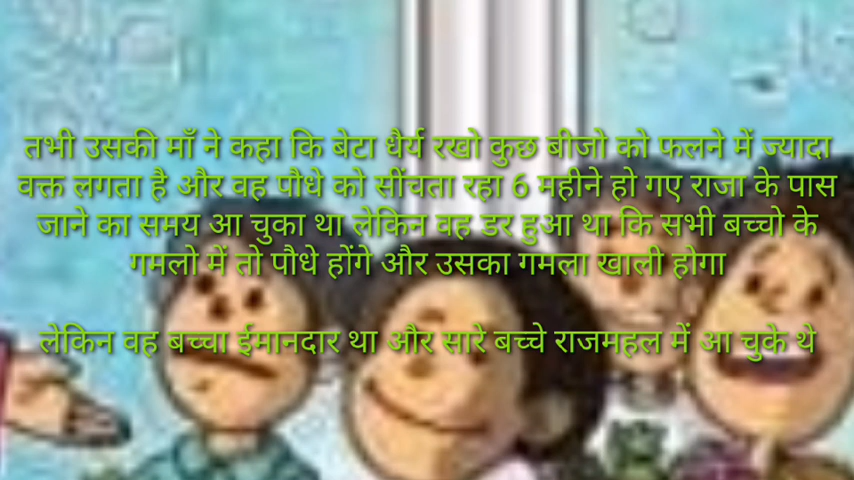 तभी उसकी माँ ने कहा कि बेटा धैर्य रखो कुछ बीजो को फलने में ज्यादा
वक्त लगता है और वह पौधे को सींचता रहा 6 महीने हो गए राजा के पास
जाने का समय आ चुका था लेकिन वह डर हुआ था कि सभी बच्चो के
गमलो में तो पौधे होंगे और उसका गमला खाली होगा
लेकिन वह बच्चा ईमानदार था और सारे बच्चे राजमहल में आ चुके थे